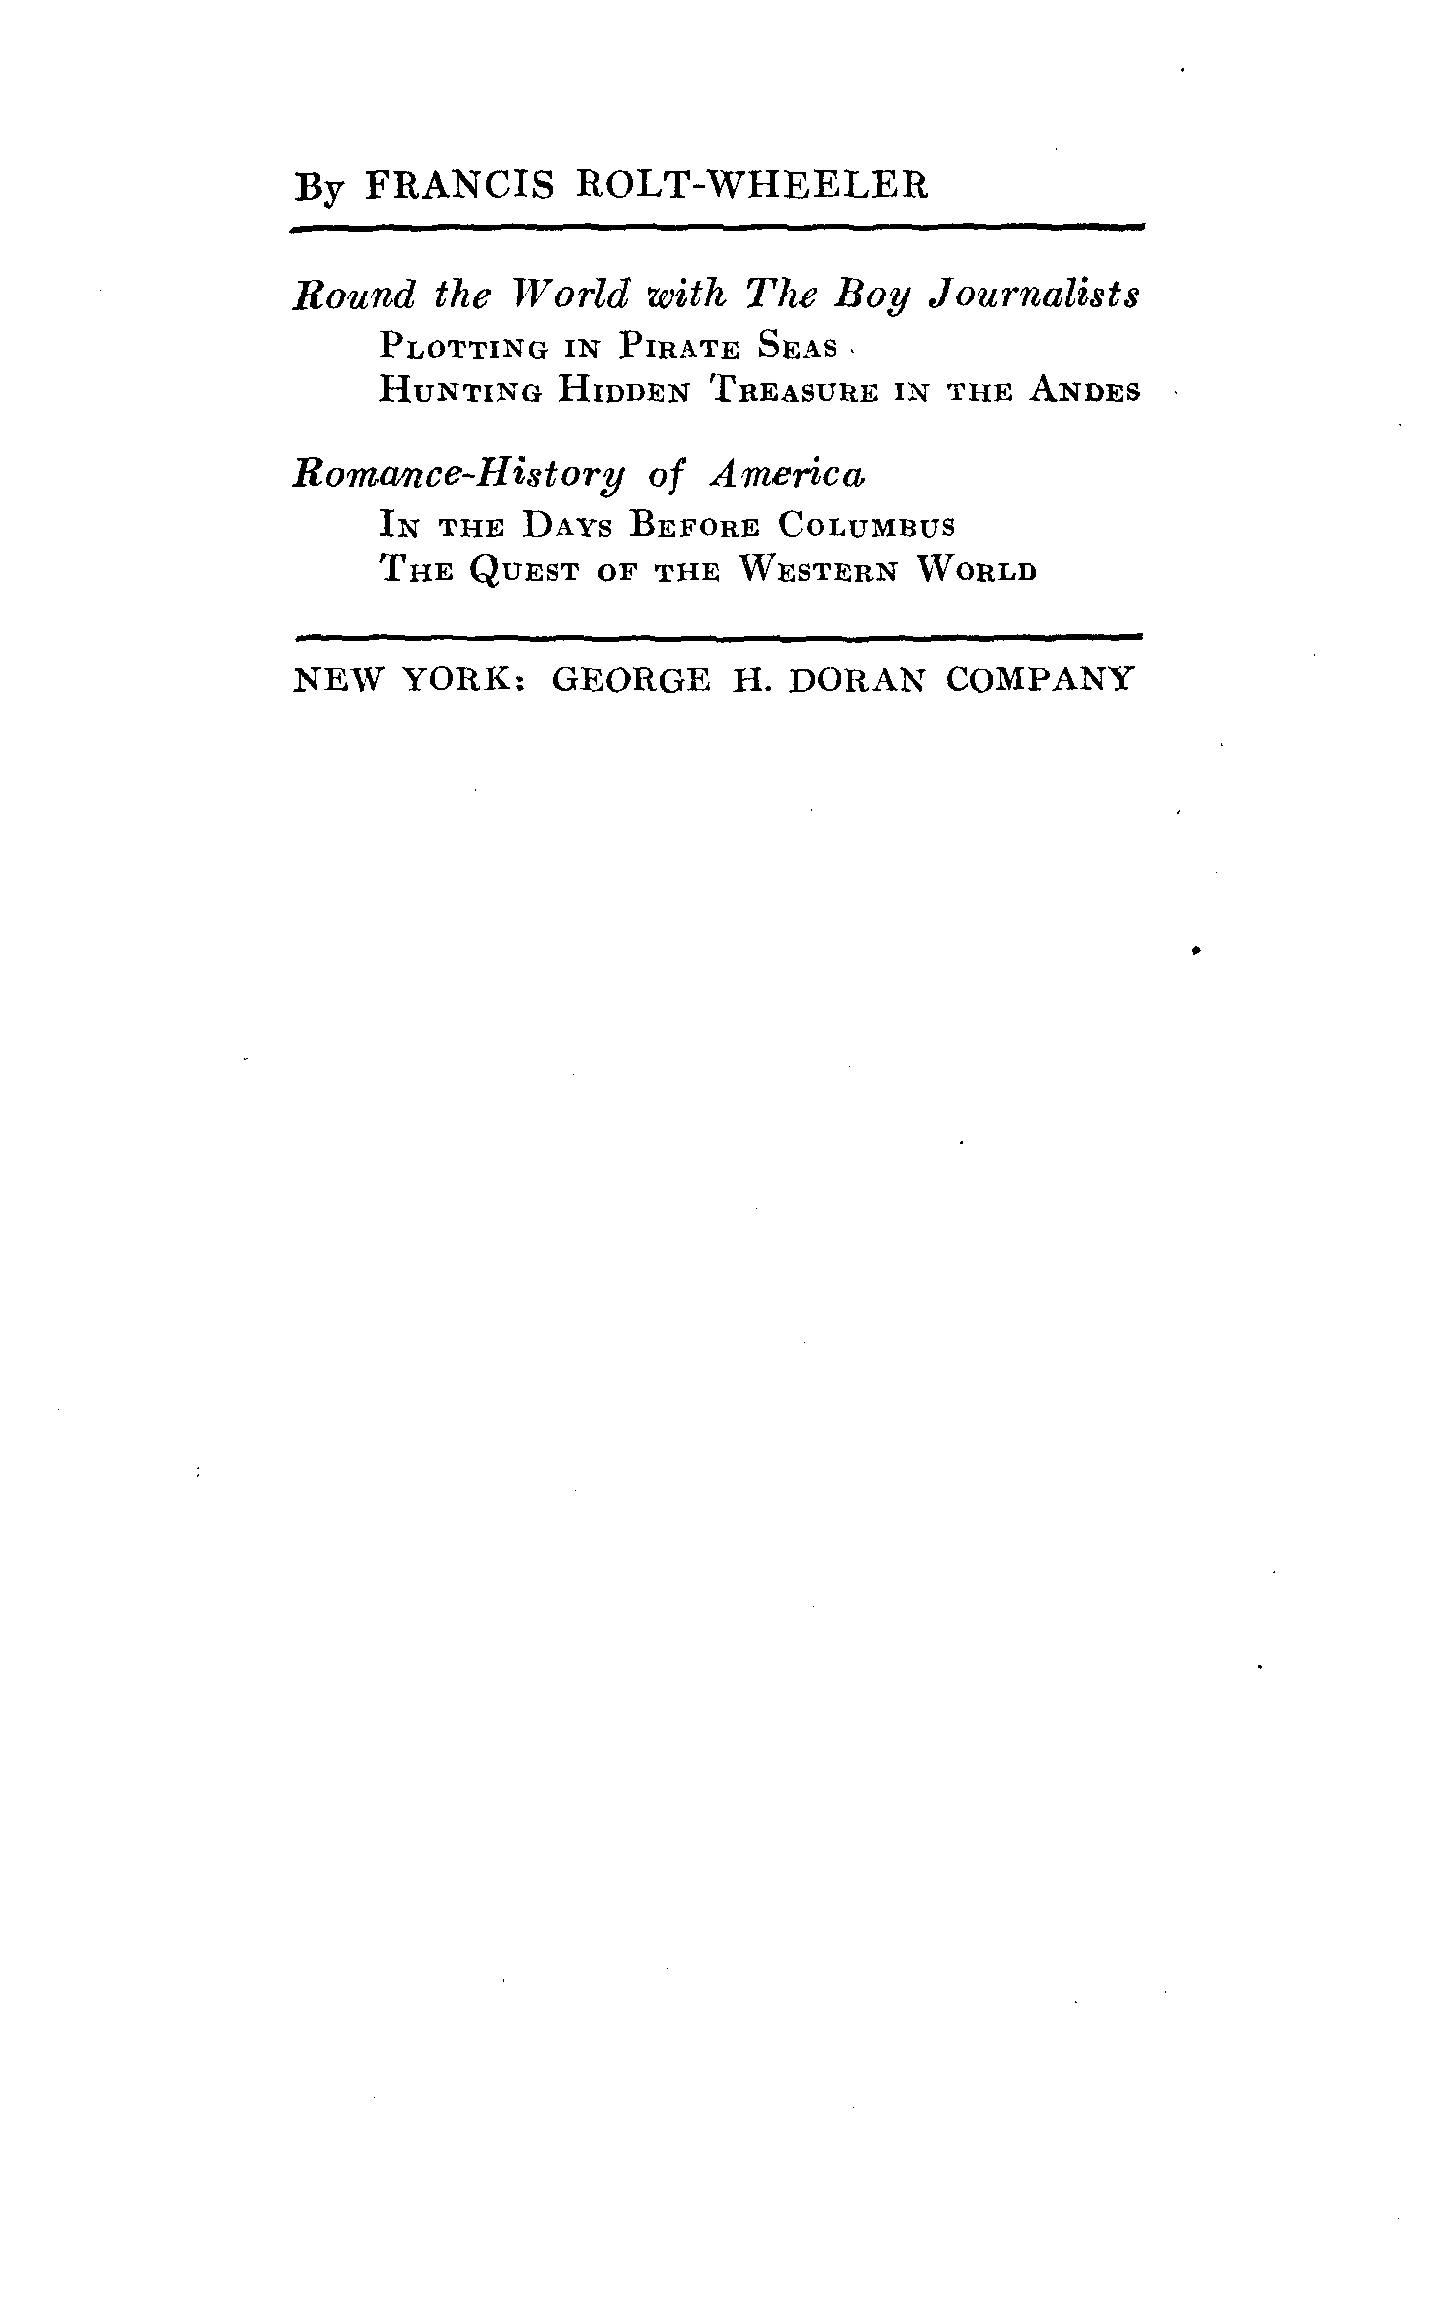 By FRANCIS ROLT-WHEELER
Round the World with The Boy Journalists
PLOTTING IN PIRATE SEAS
HUNTING HIDDEN TREASURE IN THE ANDES
Romance-History of America
IN THE DAYS BEFORE COLUMBUS
THE QUEST OF THE WESTERN WORLD
NEW YORK: GEORGE H. DORAN COMPANY